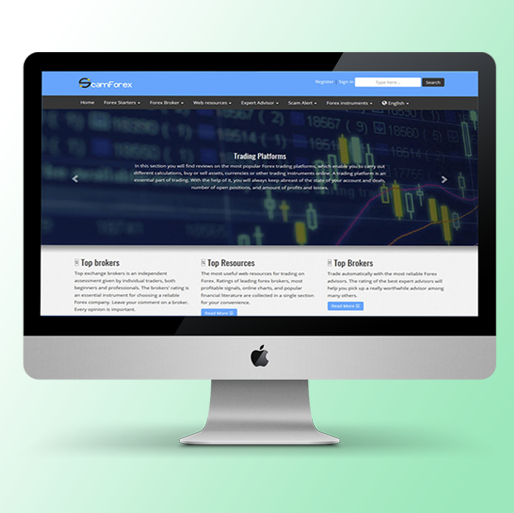 ScamForex
Register Sign in Type here... Search
Home Forex Starters Forex Broker Web resources Expert Advisor Scam Alert Forex Instruments English
Trading Platforms
In this section you will find reviews on the most popular Forex trading platforms, which enable you to carry out
different calculations, buy or sell assets, currencies or other trading instruments online. A trading platform is an
essential part of trading. With the help of it, you will always keep abreast of the state of your account and deals,
number of open positions, and amount of profits and losses.
Top brokers
Top exchange brokers is an independent
assessment given by individual traders, both
beginners and professionals. The brokers' rating is
an essential instrument for choosing a reliable
Forex company. Leave your comment on a broker.
Every opinion is important.
Top Resources
The most useful web resources for trading on
Forex. Ratings of leading forex brokers, most
profitable signals, online charts, and popular
financial literature are collected in a single section
for your convenience.
Read More
Top Brokers
Trade automatically with the most reliable Forex
advisors. The rating of the best expert advisors will
help you pick up a really worthwhile advisor among
many others.
Read More